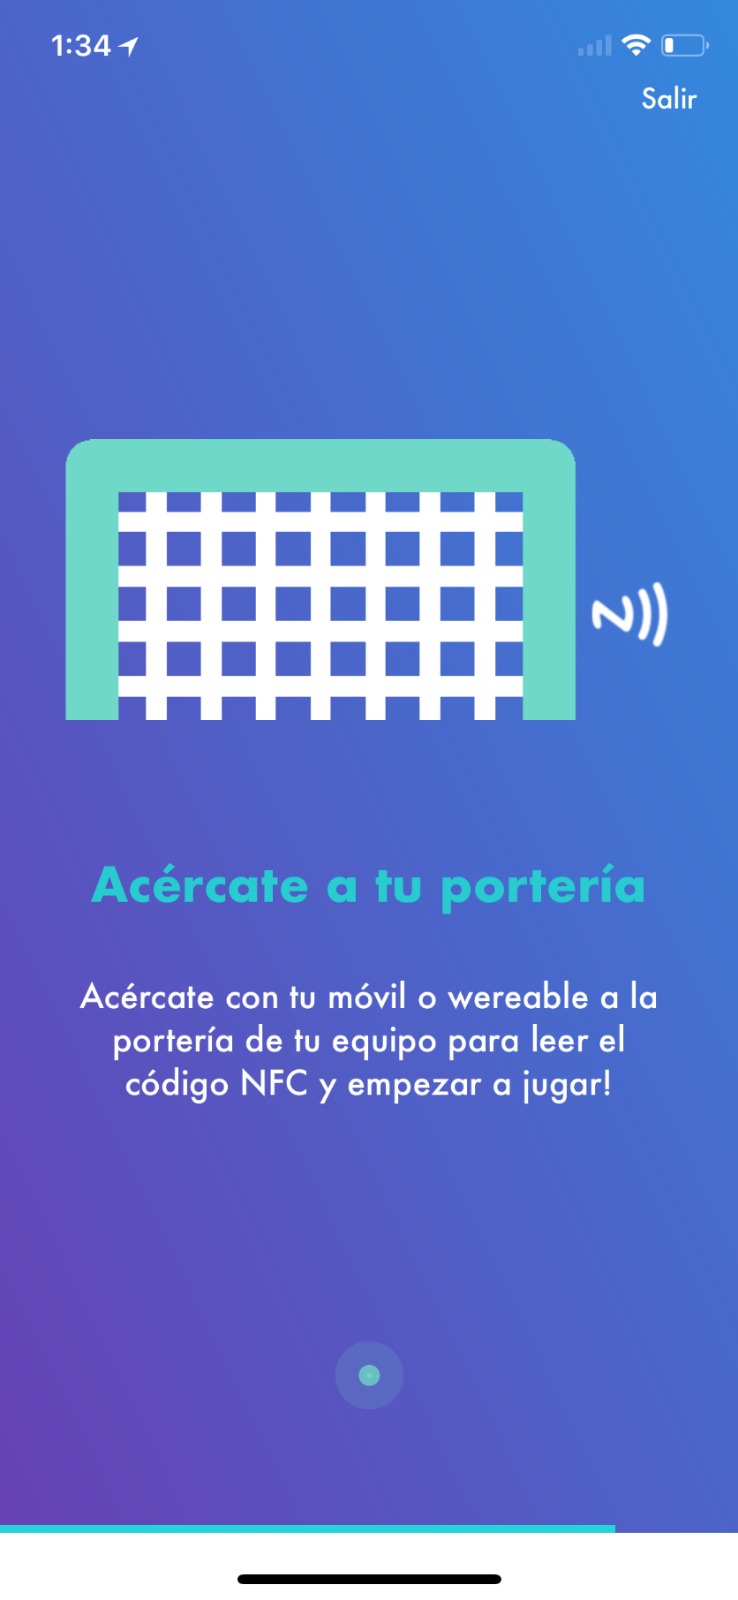 1:34
Salir
Acércate a tu portería
Acércate con tu móvil o wereable a la
portería de tu equipo para leer el
código NFC y empezar a jugar!